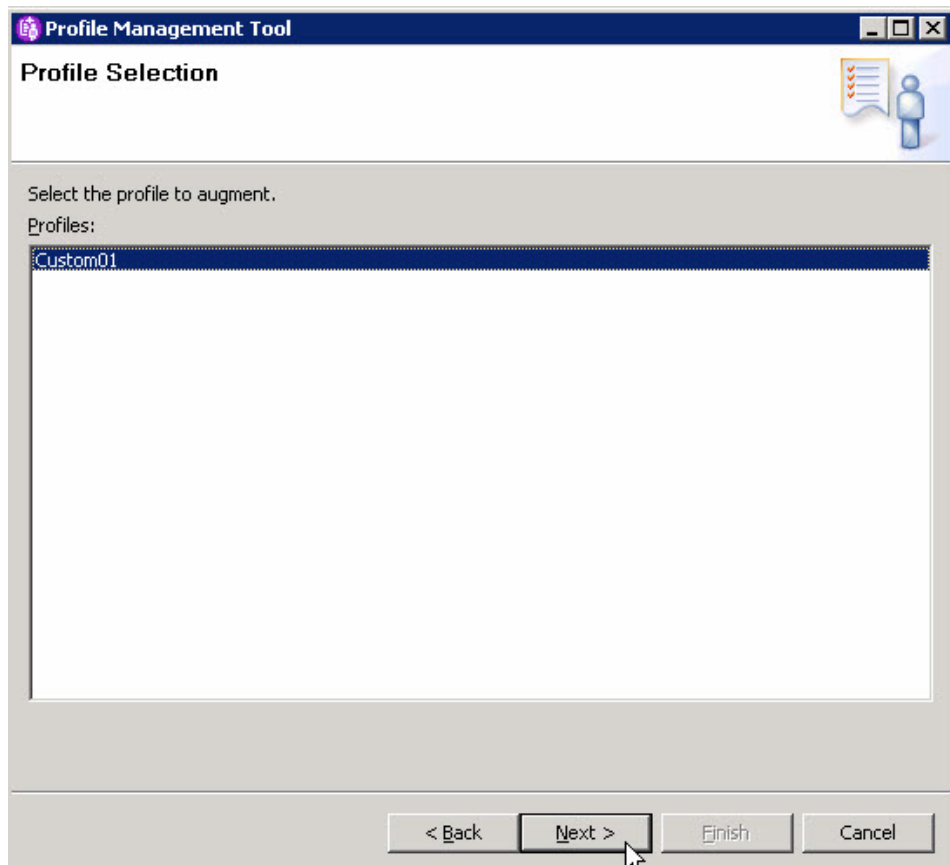 Profile Management Tool
Profile Selection
Select the profile to augment.
Profiles:
Custom01
< Back
Next >
Finish
Cancel